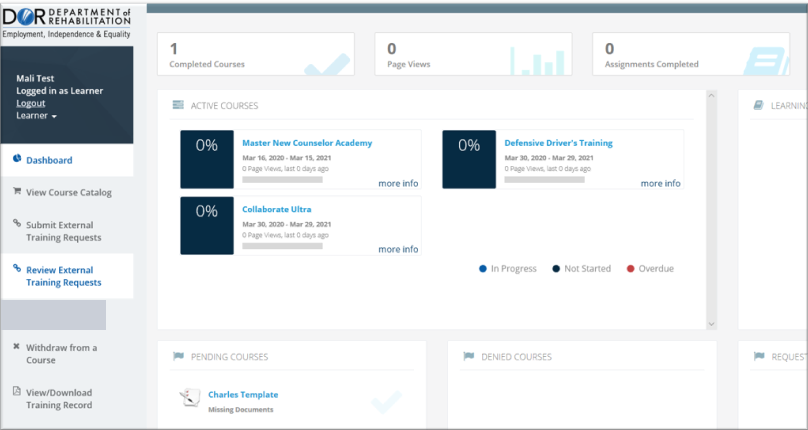 DOR DEPARTMENT of
REHABILITATION
Employment, Independence & Equality
Mali Test
Logged in as Learner
Logout
Learner
Dashboard
View Course Catalog
Submit External
Training Requests
Review External
Training Requests
Withdraw from a
Course
View/Download
Training Record
1
Completed Courses
0
Page Views
0
Assignments Completed
ACTIVE COURSES
0%
Master New Counselor Academy
Mar 16, 2020 - Mar 15, 2021
0 Page Views, last 0 days ago
more info
0%
Defensive Driver's Training
Mar 30, 2020 - Mar 29, 2021
0 Page Views, last 0 days ago
more info
0%
Collaborate Ultra
Mar 30, 2020 - Mar 29, 2021
0 Page Views, last 0 days ago
more info
In Progress Not Started Overdue
LEARNING
PENDING COURSES
Charles Template
Missing Documents
DENIED COURSES
REQUEST